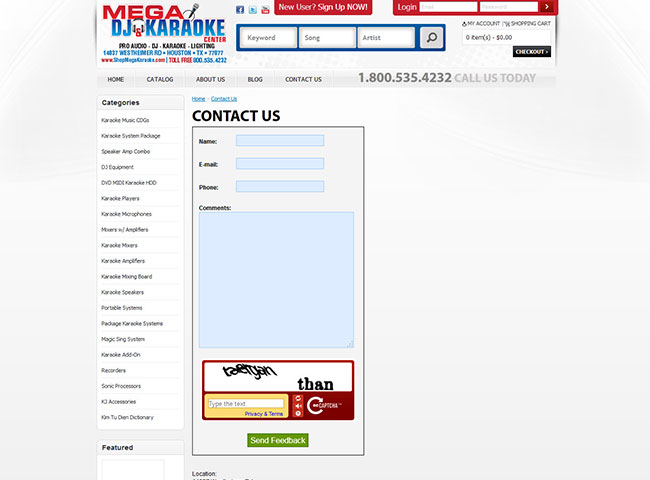 MEGA
DJ & KARAOKE
CENTER
PRO AUDIO - DJ - KARAOKE - LIGHTING
14037 WESTHEIMER RD • HOUSTON • TX • 77077
www.ShopMegaKaraoke.com | TOLL FREE 800.535.4232
New User? Sign Up NOW!
Login
Keyword
Song
Artist
MY ACCOUNT | SHOPPING CART
0 item(s) - $0.00
CHECKOUT
HOME
CATALOG
ABOUT US
BLOG
CONTACT US
1.800.535.4232 CALL US TODAY
Categories
Karaoke Music CDGs
Karaoke System Package
Speaker Amp Combo
DJ Equipment
DVD MIDI Karaoke HDD
Karaoke Players
Karaoke Microphones
Mixers w/ Amplifiers
Karaoke Mixers
Karaoke Amplifiers
Karaoke Mixing Board
Karaoke Speakers
Portable Systems
Package Karaoke Systems
Magic Sing System
Karaoke Add-On
Recorders
Sonic Processors
KJ Accessories
Kim Tu Dien Dictionary
Featured
Home » Contact Us
CONTACT US
Name:
E-mail:
Phone:
Comments:
than
Type the text
Privacy & Terms
reCAPTCHA™
Send Feedback
Location: